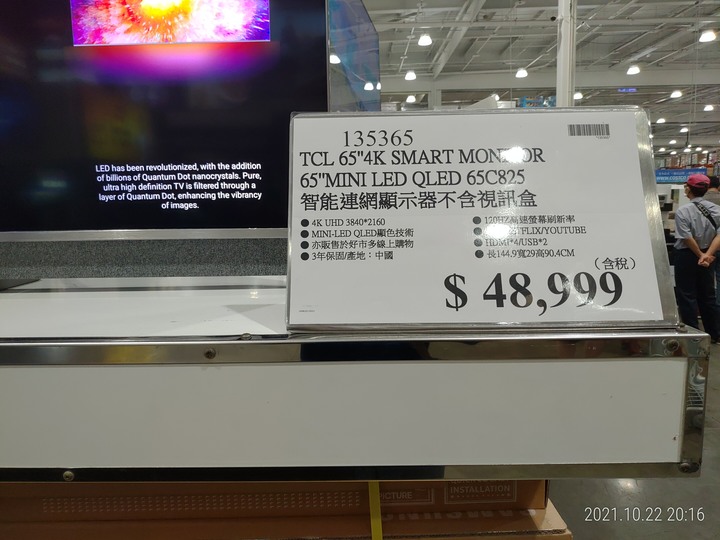 LED has been revolutionized, with the addition
of billions of Quantum Dot nanocrystals. Pure,
ultra high definition TV is filtered through a
layer of Quantum Dot, enhancing the vibrancy
of images.
135365
TCL 65"4K SMART MONITOR
65"MINI LED QLED 65C825
智能連網顯示器不含視訊盒
● 4K UHD 3840*2160
● MINI-LED QLED顯色技術
● 亦販售於好市多線上購物
● 3年保固/產地：中國
● 120HZ高速螢幕刷新率
● FLIX/YOUTUBE
● HDMI*4/USB*2
● 長144.9寬29高90.4CM
(含稅)
$ 48,999
PICTURE
INSTALLATION
2021.10.22 20:16